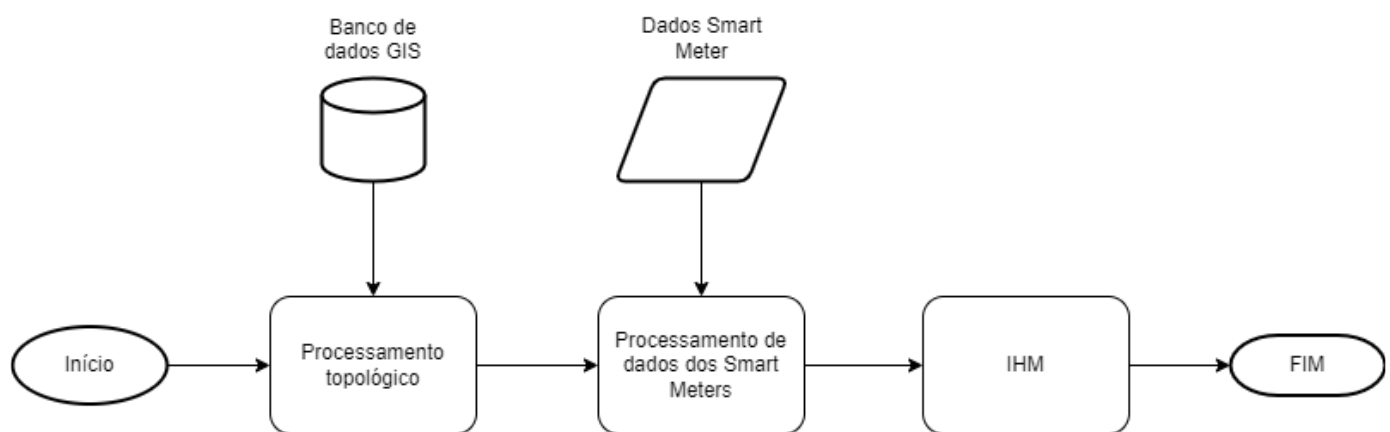 Banco de
dados GIS
Dados Smart
Meter
Início
Processamento
topológico
Processamento de
dados dos Smart
Meters
IHM
FIM